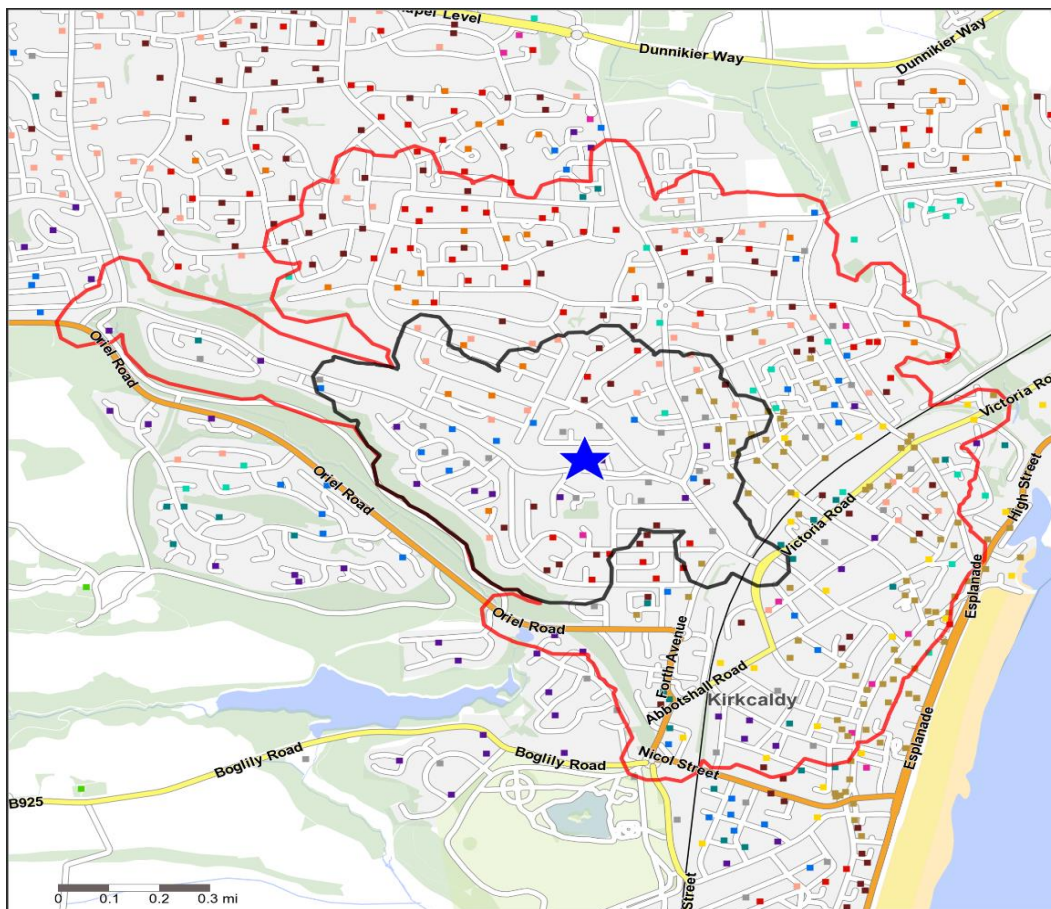 Level
Dunnikier Way
Dunnikier Way
Oriel Road
Victoria
High Street
Oriel Road
Victoria Road
Esplanade
Oriel Road
Forth Avenue
Abbotshall Road
Kirkcaldy
Nicol Street
Esplanade
Boglily Road
Boglily Road
B925
Street
0 0.1 0.2 0.3 mi